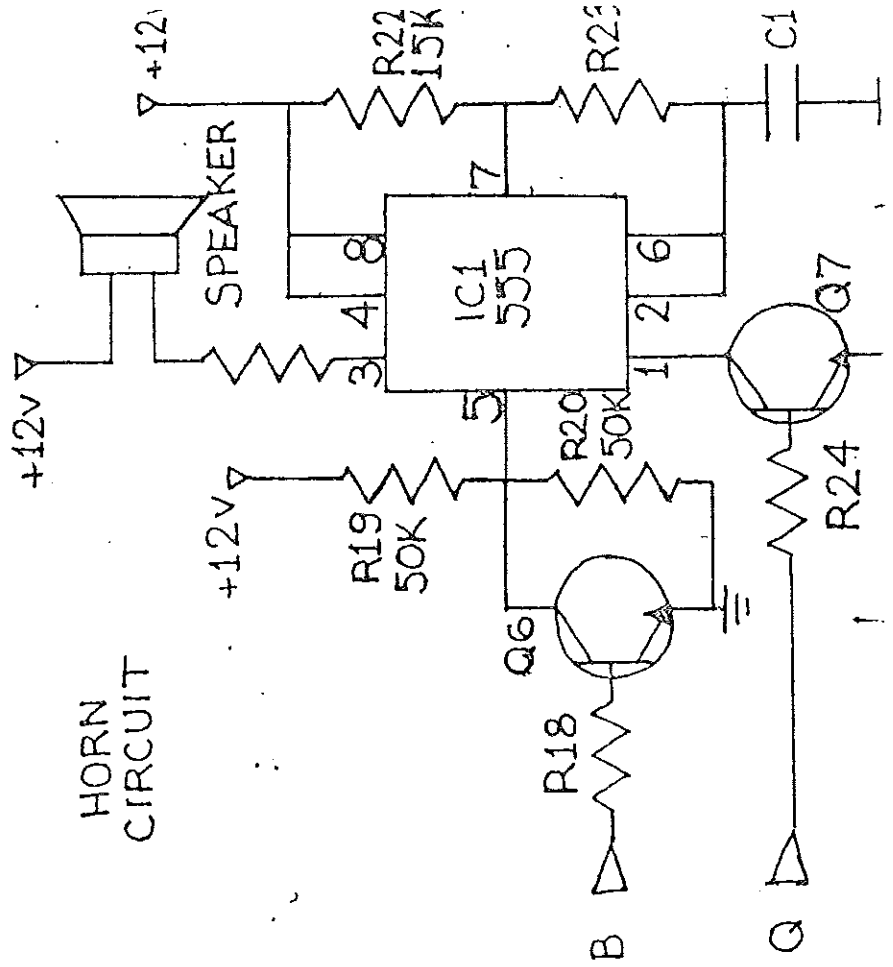 HORN
CIRCUIT
+12v
SPEAKER
+12
R22
15K
+12v
R19
50K
3
4
8
7
5
IC1
555
R20
50K
1
2
6
C1
Q6
Q7
R18
R24
B
Q